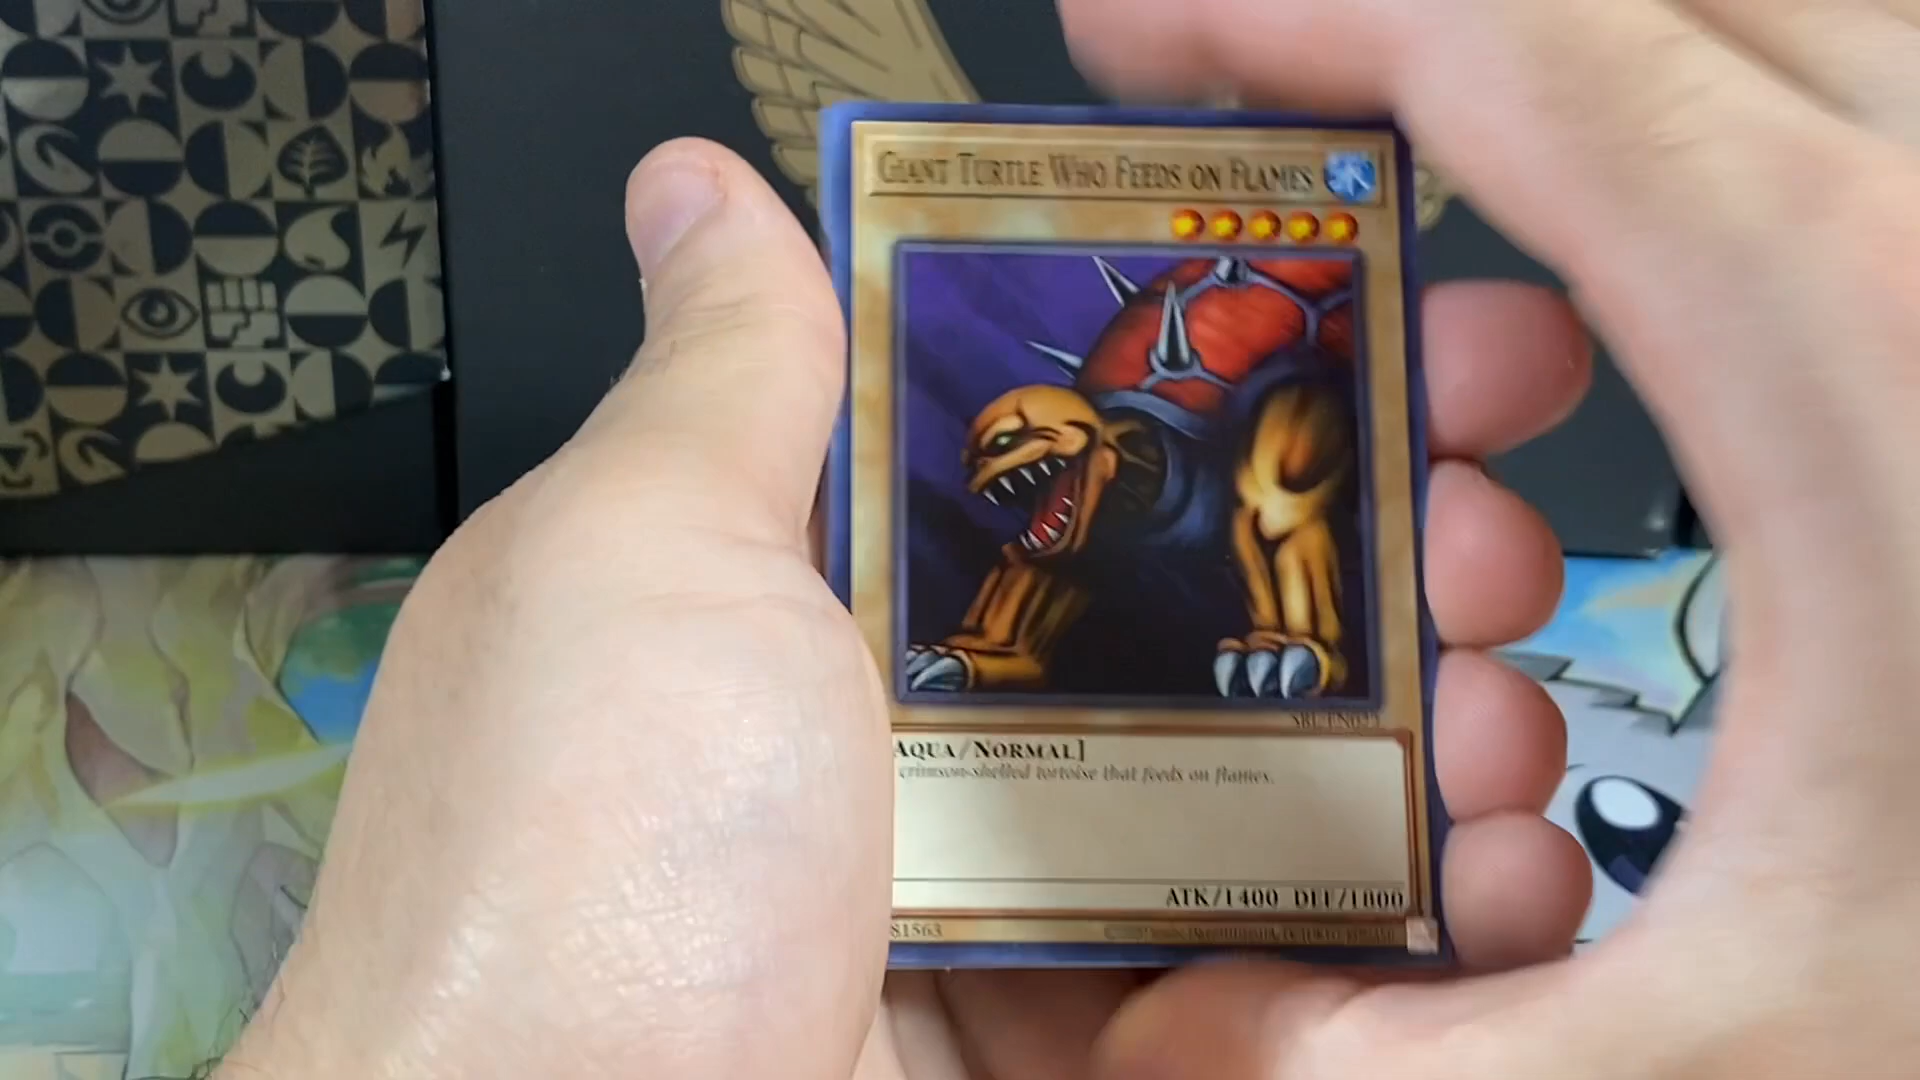 Giant Turtle Who Feeds on Flames
Aqua/Normal]
crimson-shelled tortoise that feeds on flames.
ATK/1400 DEF/1800
81563